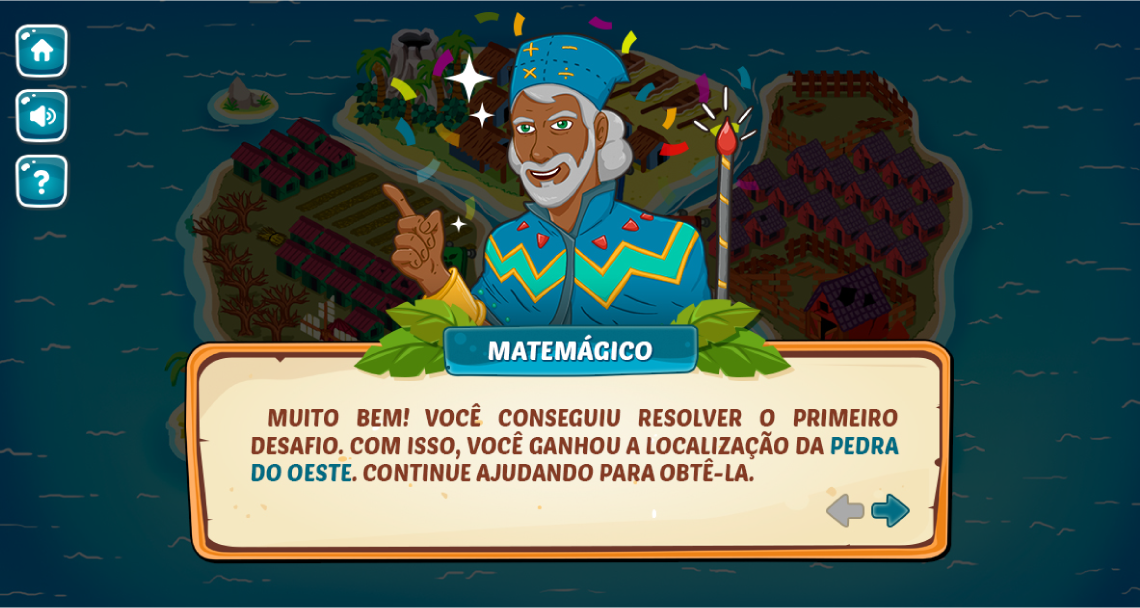 MATEMÁGICO
MUITO BEM! VOCÊ CONSEGUIU RESOLVER O PRIMEIRO
DESAFIO. COM ISSO, VOCÊ GANHOU A LOCALIZAÇÃO DA PEDRA
DO OESTE. CONTINUE AJUDANDO PARA OBTÊ-LA.